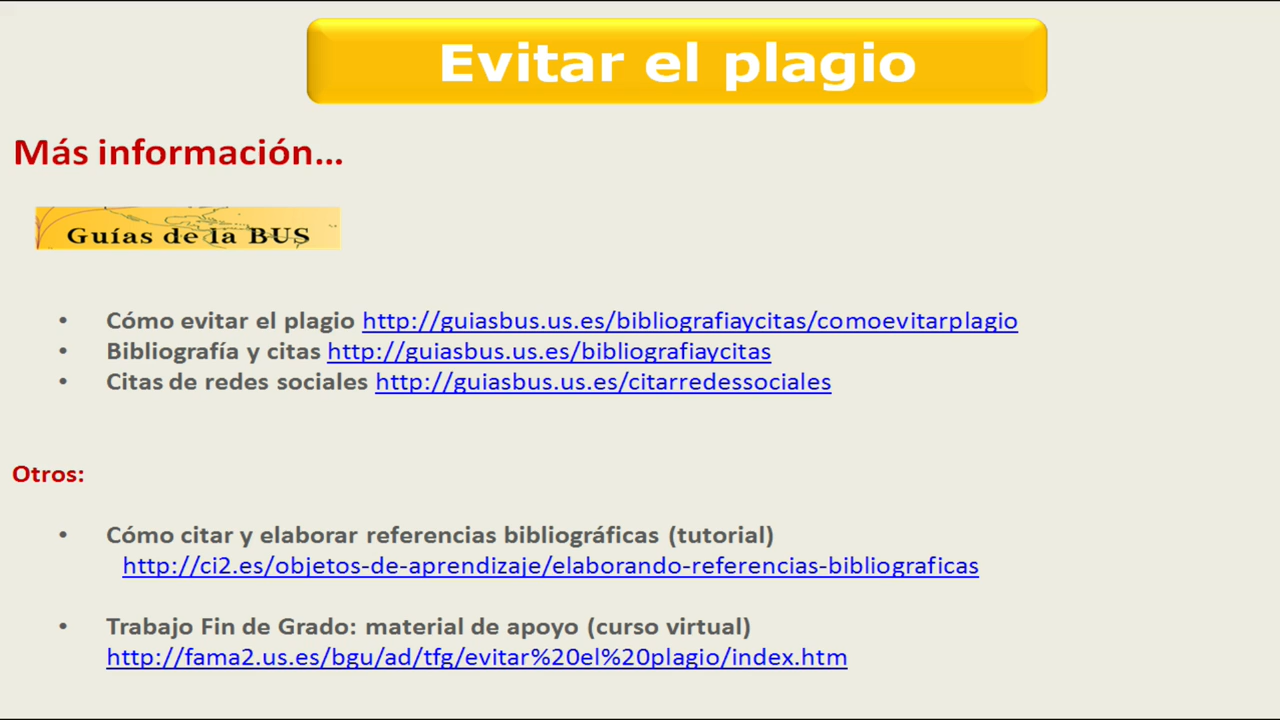 Evitar el plagio
Más información...
Guías de la BUS
• Cómo evitar el plagio http://guiasbus.us.es/bibliografiaycitas/comoevitarplagio
• Bibliografía y citas http://guiasbus.us.es/bibliografiaycitas
• Citas de redes sociales http://guiasbus.us.es/citarredessociales
Otros:
• Cómo citar y elaborar referencias bibliográficas (tutorial)
http://ci2.es/objetos-de-aprendizaje/elaborando-referencias-bibliograficas
• Trabajo Fin de Grado: material de apoyo (curso virtual)
http://fama2.us.es/bgu/ad/tfg/evitar%20el%20plagio/index.htm